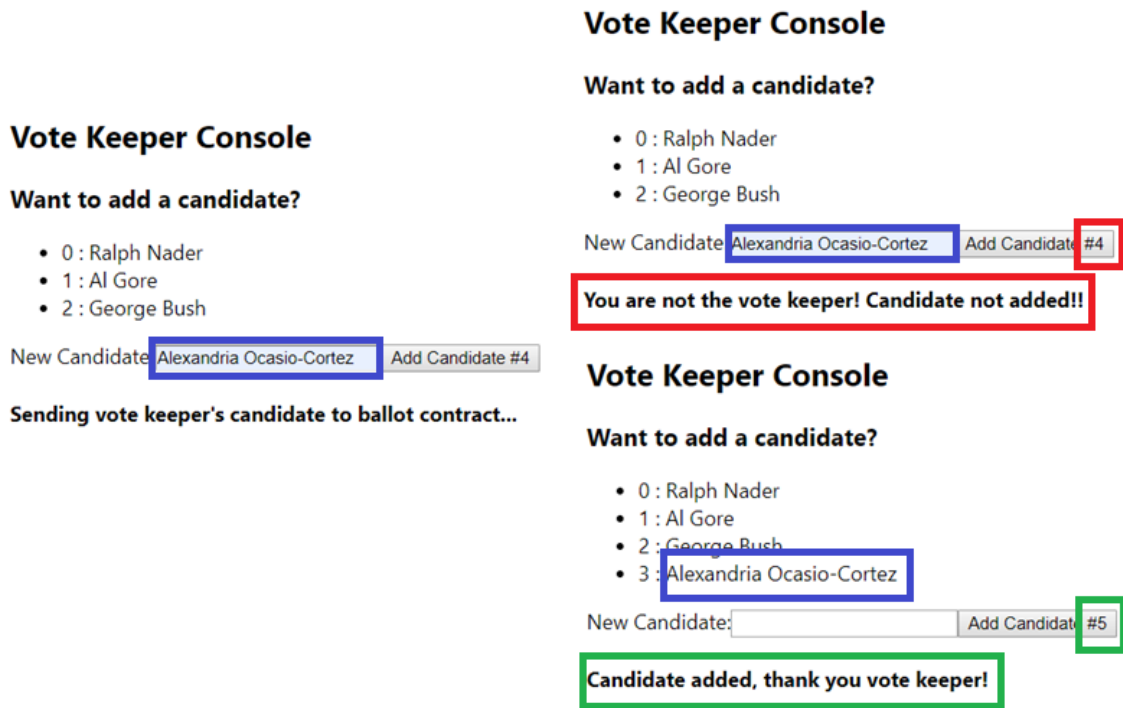 Vote Keeper Console
Want to add a candidate?
0 : Ralph Nader
1 : Al Gore
2 : George Bush
New Candidate Alexandria Ocasio-Cortez Add Candidate #4
Sending vote keeper's candidate to ballot contract...
Vote Keeper Console
Want to add a candidate?
0 : Ralph Nader
1 : Al Gore
2 : George Bush
New Candidate Alexandria Ocasio-Cortez Add Candidate #4
You are not the vote keeper! Candidate not added!!
Vote Keeper Console
Want to add a candidate?
0 : Ralph Nader
1 : Al Gore
2 : George Bush
3 : Alexandria Ocasio-Cortez
New Candidate: Add Candidate #5
Candidate added, thank you vote keeper!